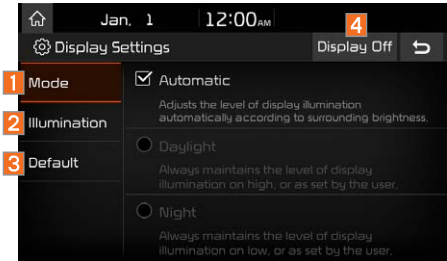 Jan. 1 12:00AM
4
Display Settings Display Off
1 Mode
Automatic
Adjusts the level of display illumination
automatically according to surrounding brightness.
2 Illumination
Daylight
3 Default
Always maintains the level of display
illumination on high, or as set by the user.
Night
Always maintains the level of display
illumination on low, or as set by the user.